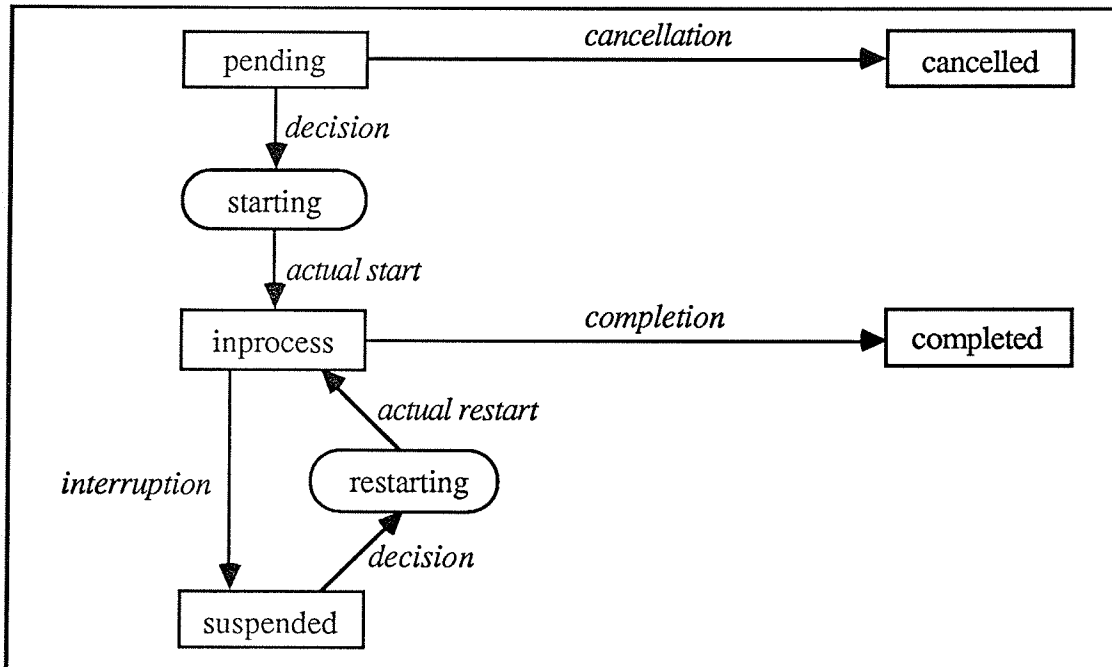 pending
cancellation
cancelled
decision
starting
actual start
inprocess
completion
completed
actual restart
interruption
restarting
decision
suspended